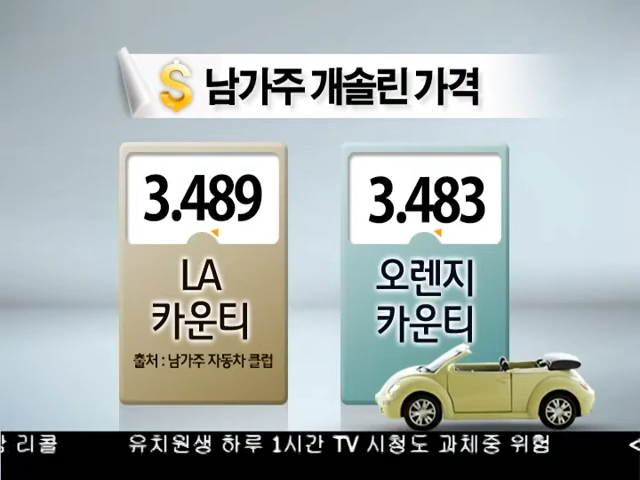 $ 남가주 개솔린 가격
3.489
LA
카운티
출처 : 남가주 자동차 클럽
3.483
오렌지
카운티
리콜 유치원생 하루 1시간 TV 시청도 과체중 위험